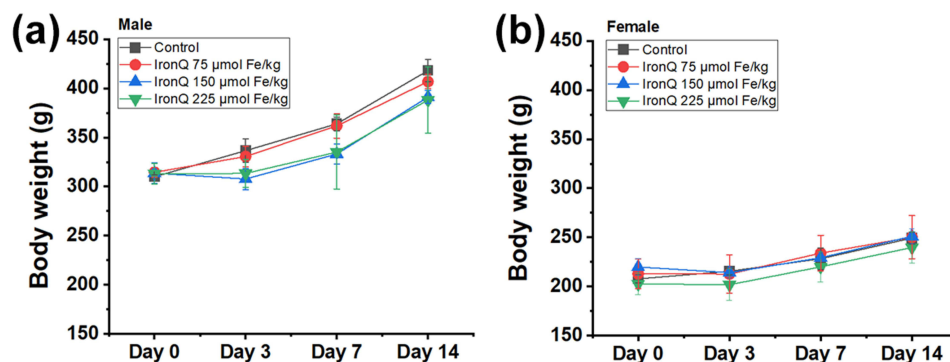 (a)
Male
Control
IronQ 75 µmol Fe/kg
IronQ 150 µmol Fe/kg
IronQ 225 µmol Fe/kg
Body weight (g)
450
400
350
300
250
200
150
Day 0 Day 3 Day 7 Day 14
(b)
Female
Control
IronQ 75 µmol Fe/kg
IronQ 150 µmol Fe/kg
IronQ 225 µmol Fe/kg
Body weight (g)
450
400
350
300
250
200
150
Day 0 Day 3 Day 7 Day 14